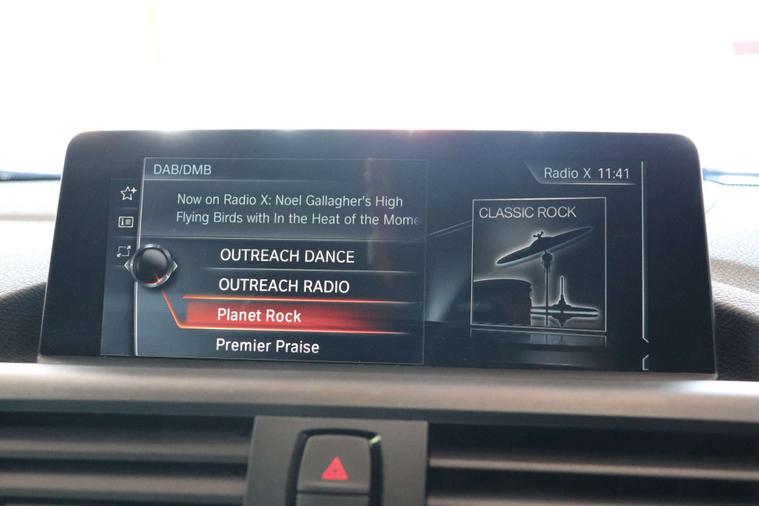 DAB/DMB
Radio X 11:41
Now on Radio X: Noel Gallagher's High
Flying Birds with In the Heat of the Mome
CLASSIC ROCK
OUTREACH DANCE
OUTREACH RADIO
Planet Rock
Premier Praise